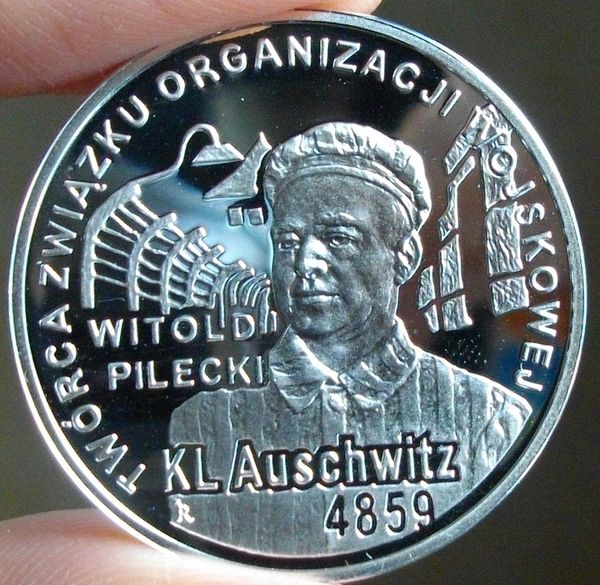 TWÓRCA ZWIĄZKU ORGANIZACJI WOJSKOWEJ
WITOLD
PILECKI
KL Auschwitz
4859